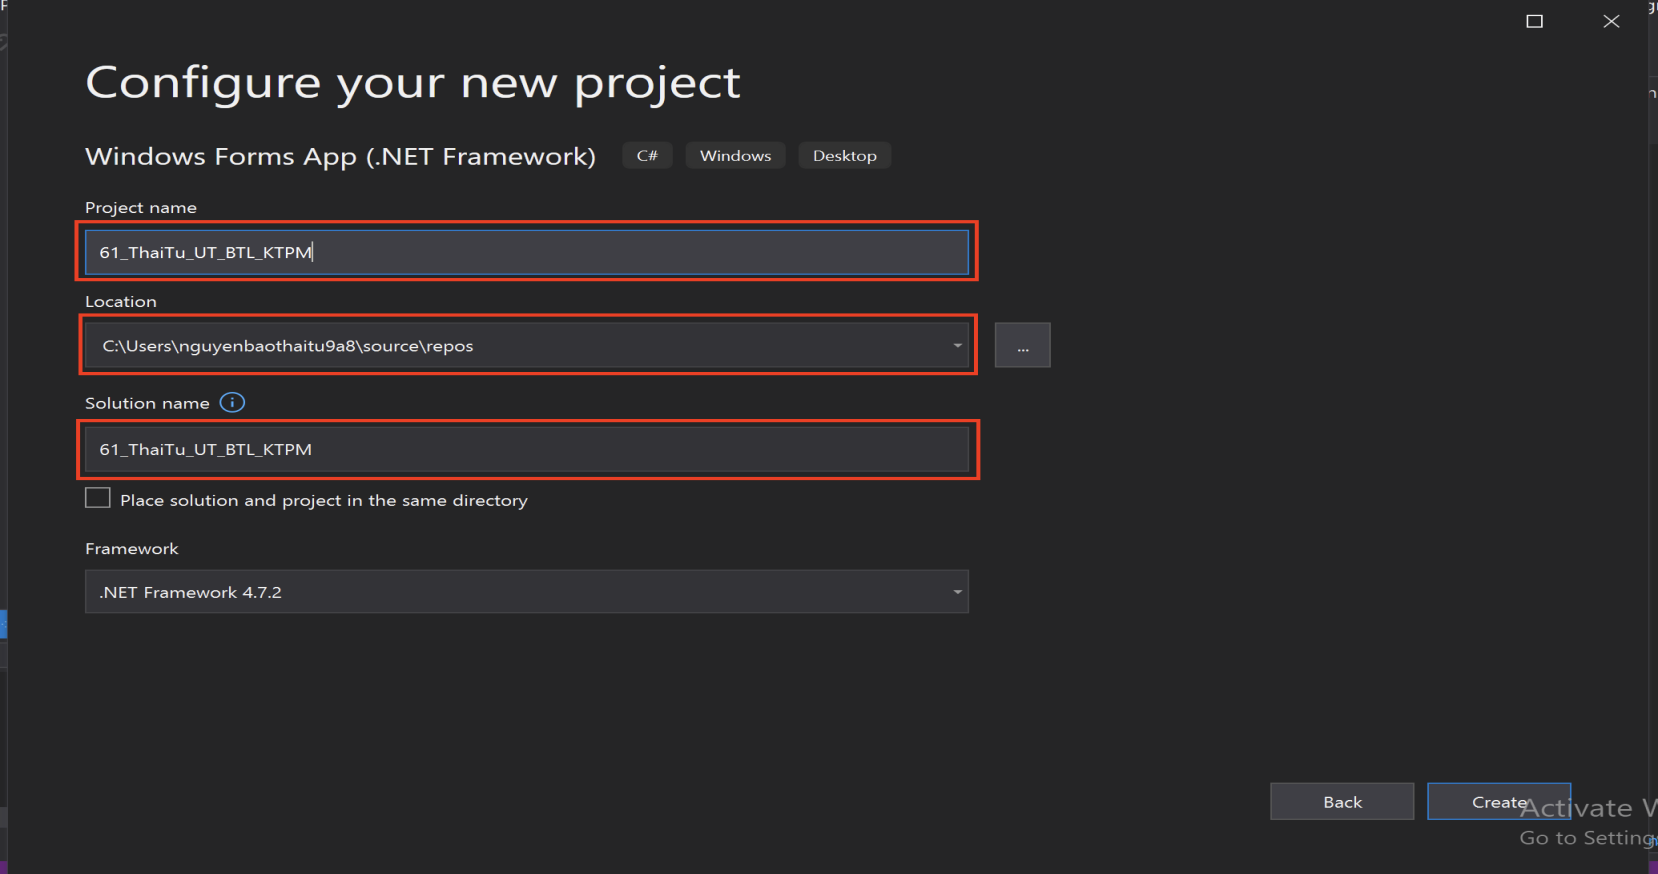 Configure your new project
Windows Forms App (.NET Framework) C# Windows Desktop
Project name
61_ThaiTu_UT_BTL_KTPM
Location
C:\Users\nguyenbaothaitu9a8\source\repos
...
Solution name
61_ThaiTu_UT_BTL_KTPM
Place solution and project in the same directory
Framework
.NET Framework 4.7.2
Back Create
Activate W
Go to Setting